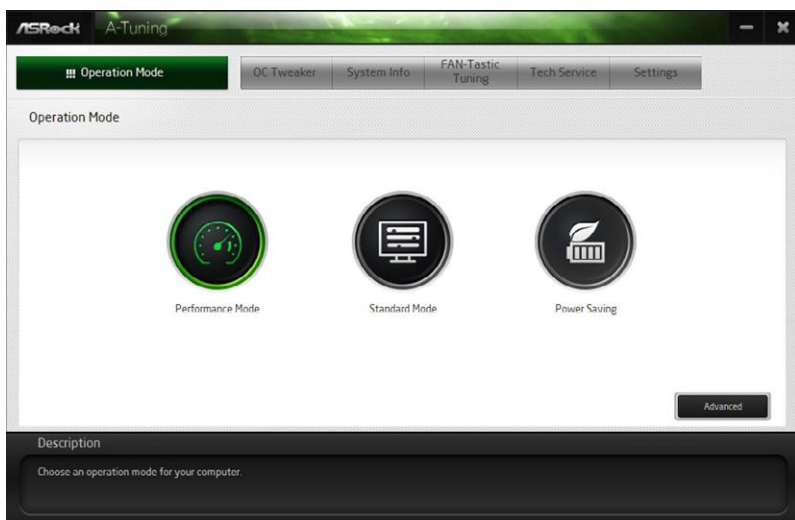 ASRock A-Tuning
Operation Mode OC Tweaker System Info FAN-Tastic Tuning Tech Service Settings
Operation Mode
Performance Mode Standard Mode Power Saving
Advanced
Description
Choose an operation mode for your computer.